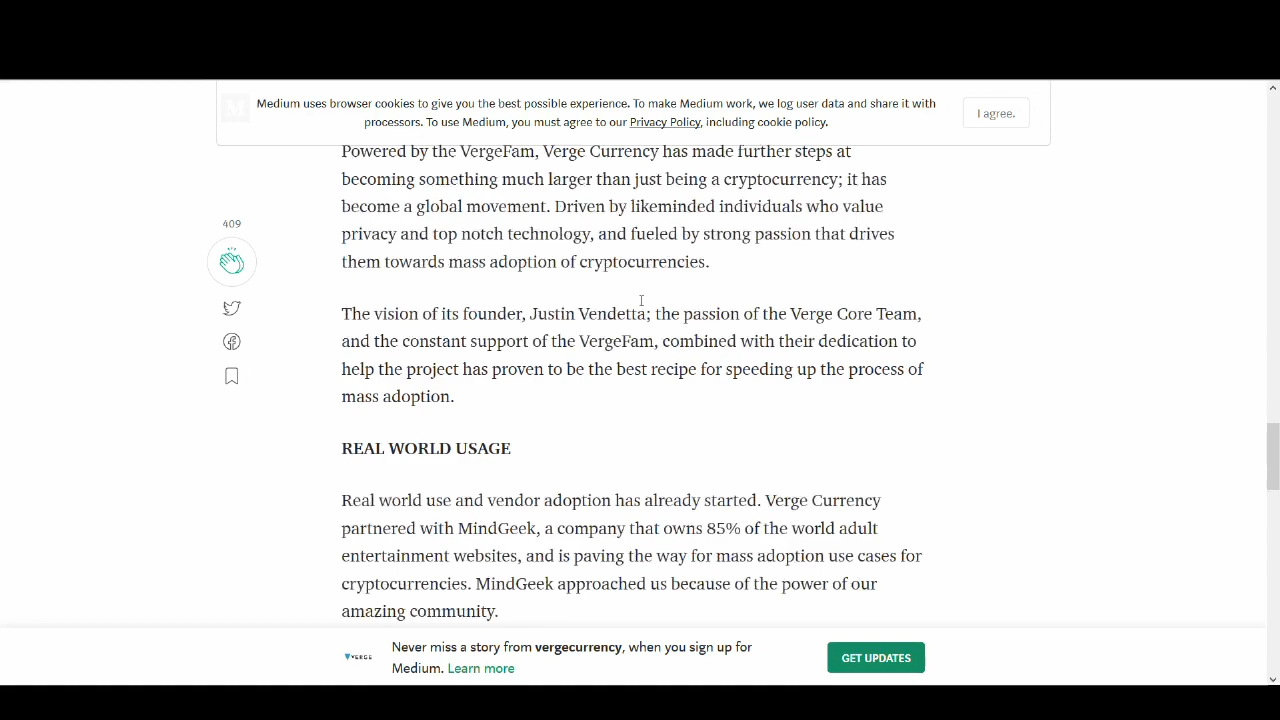 Medium uses browser cookies to give you the best possible experience. To make Medium work, we log user data and share it with
processors. To use Medium, you must agree to our Privacy Policy, including cookie policy.
I agree.
M
Powered by the VergeFam, Verge Currency has made further steps at
becoming something much larger than just being a cryptocurrency; it has
become a global movement. Driven by likeminded individuals who value
privacy and top notch technology, and fueled by strong passion that drives
them towards mass adoption of cryptocurrencies.
409
The vision of its founder, Justin Vendetta; the passion of the Verge Core Team,
and the constant support of the VergeFam, combined with their dedication to
help the project has proven to be the best recipe for speeding up the process of
mass adoption.
REAL WORLD USAGE
Real world use and vendor adoption has already started. Verge Currency
partnered with MindGeek, a company that owns 85% of the world adult
entertainment websites, and is paving the way for mass adoption use cases for
cryptocurrencies. MindGeek approached us because of the power of our
amazing community.
VERGE
Never miss a story from vergecurrency, when you sign up for
Medium. Learn more
GET UPDATES